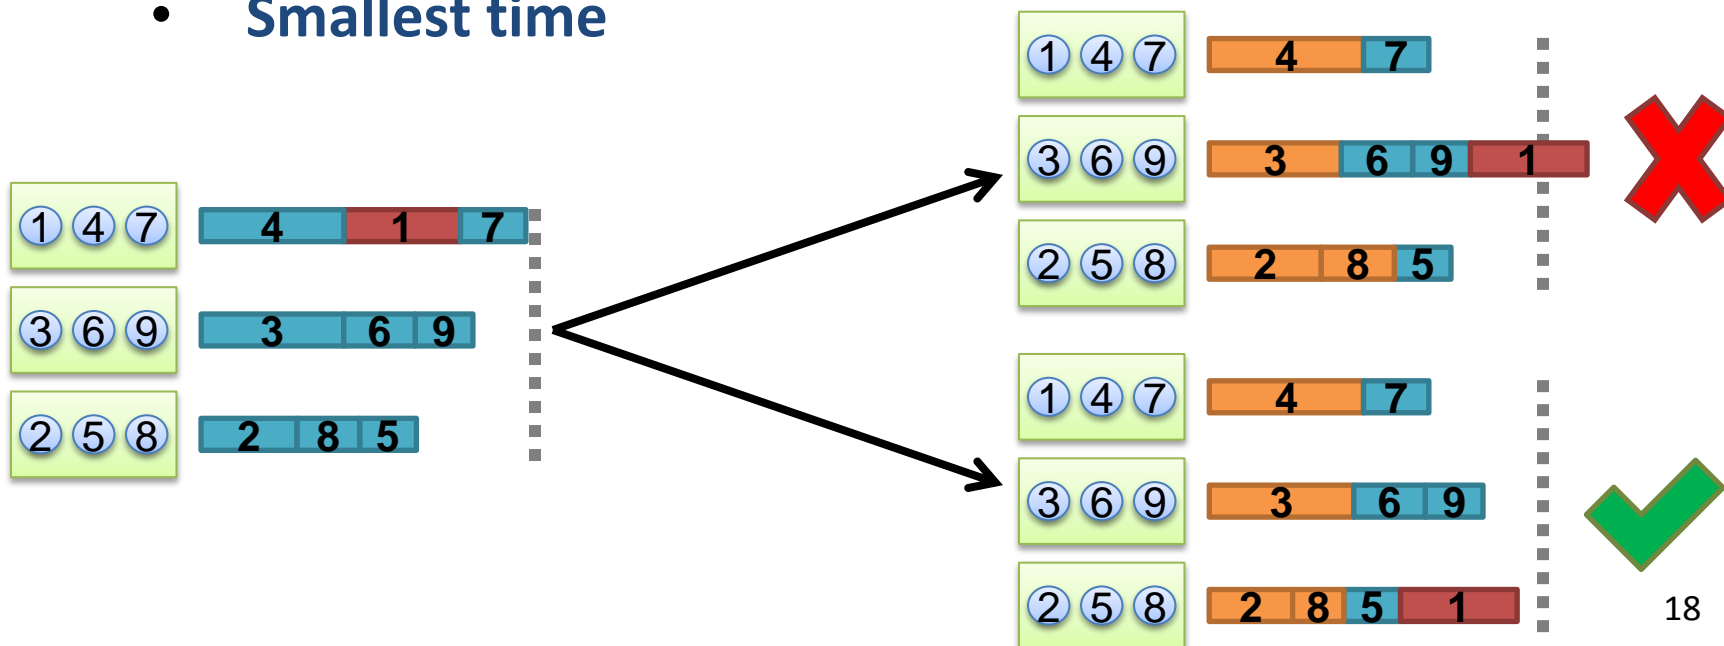 • Smallest time
1 4 7 4 1 7
3 6 9 3 6 9
2 5 8 2 8 5
1 4 7 4 7
3 6 9 3 6 9 1
2 5 8 2 8 5
1 4 7 4 7
3 6 9 3 6 9
2 5 8 2 8 5 1
18